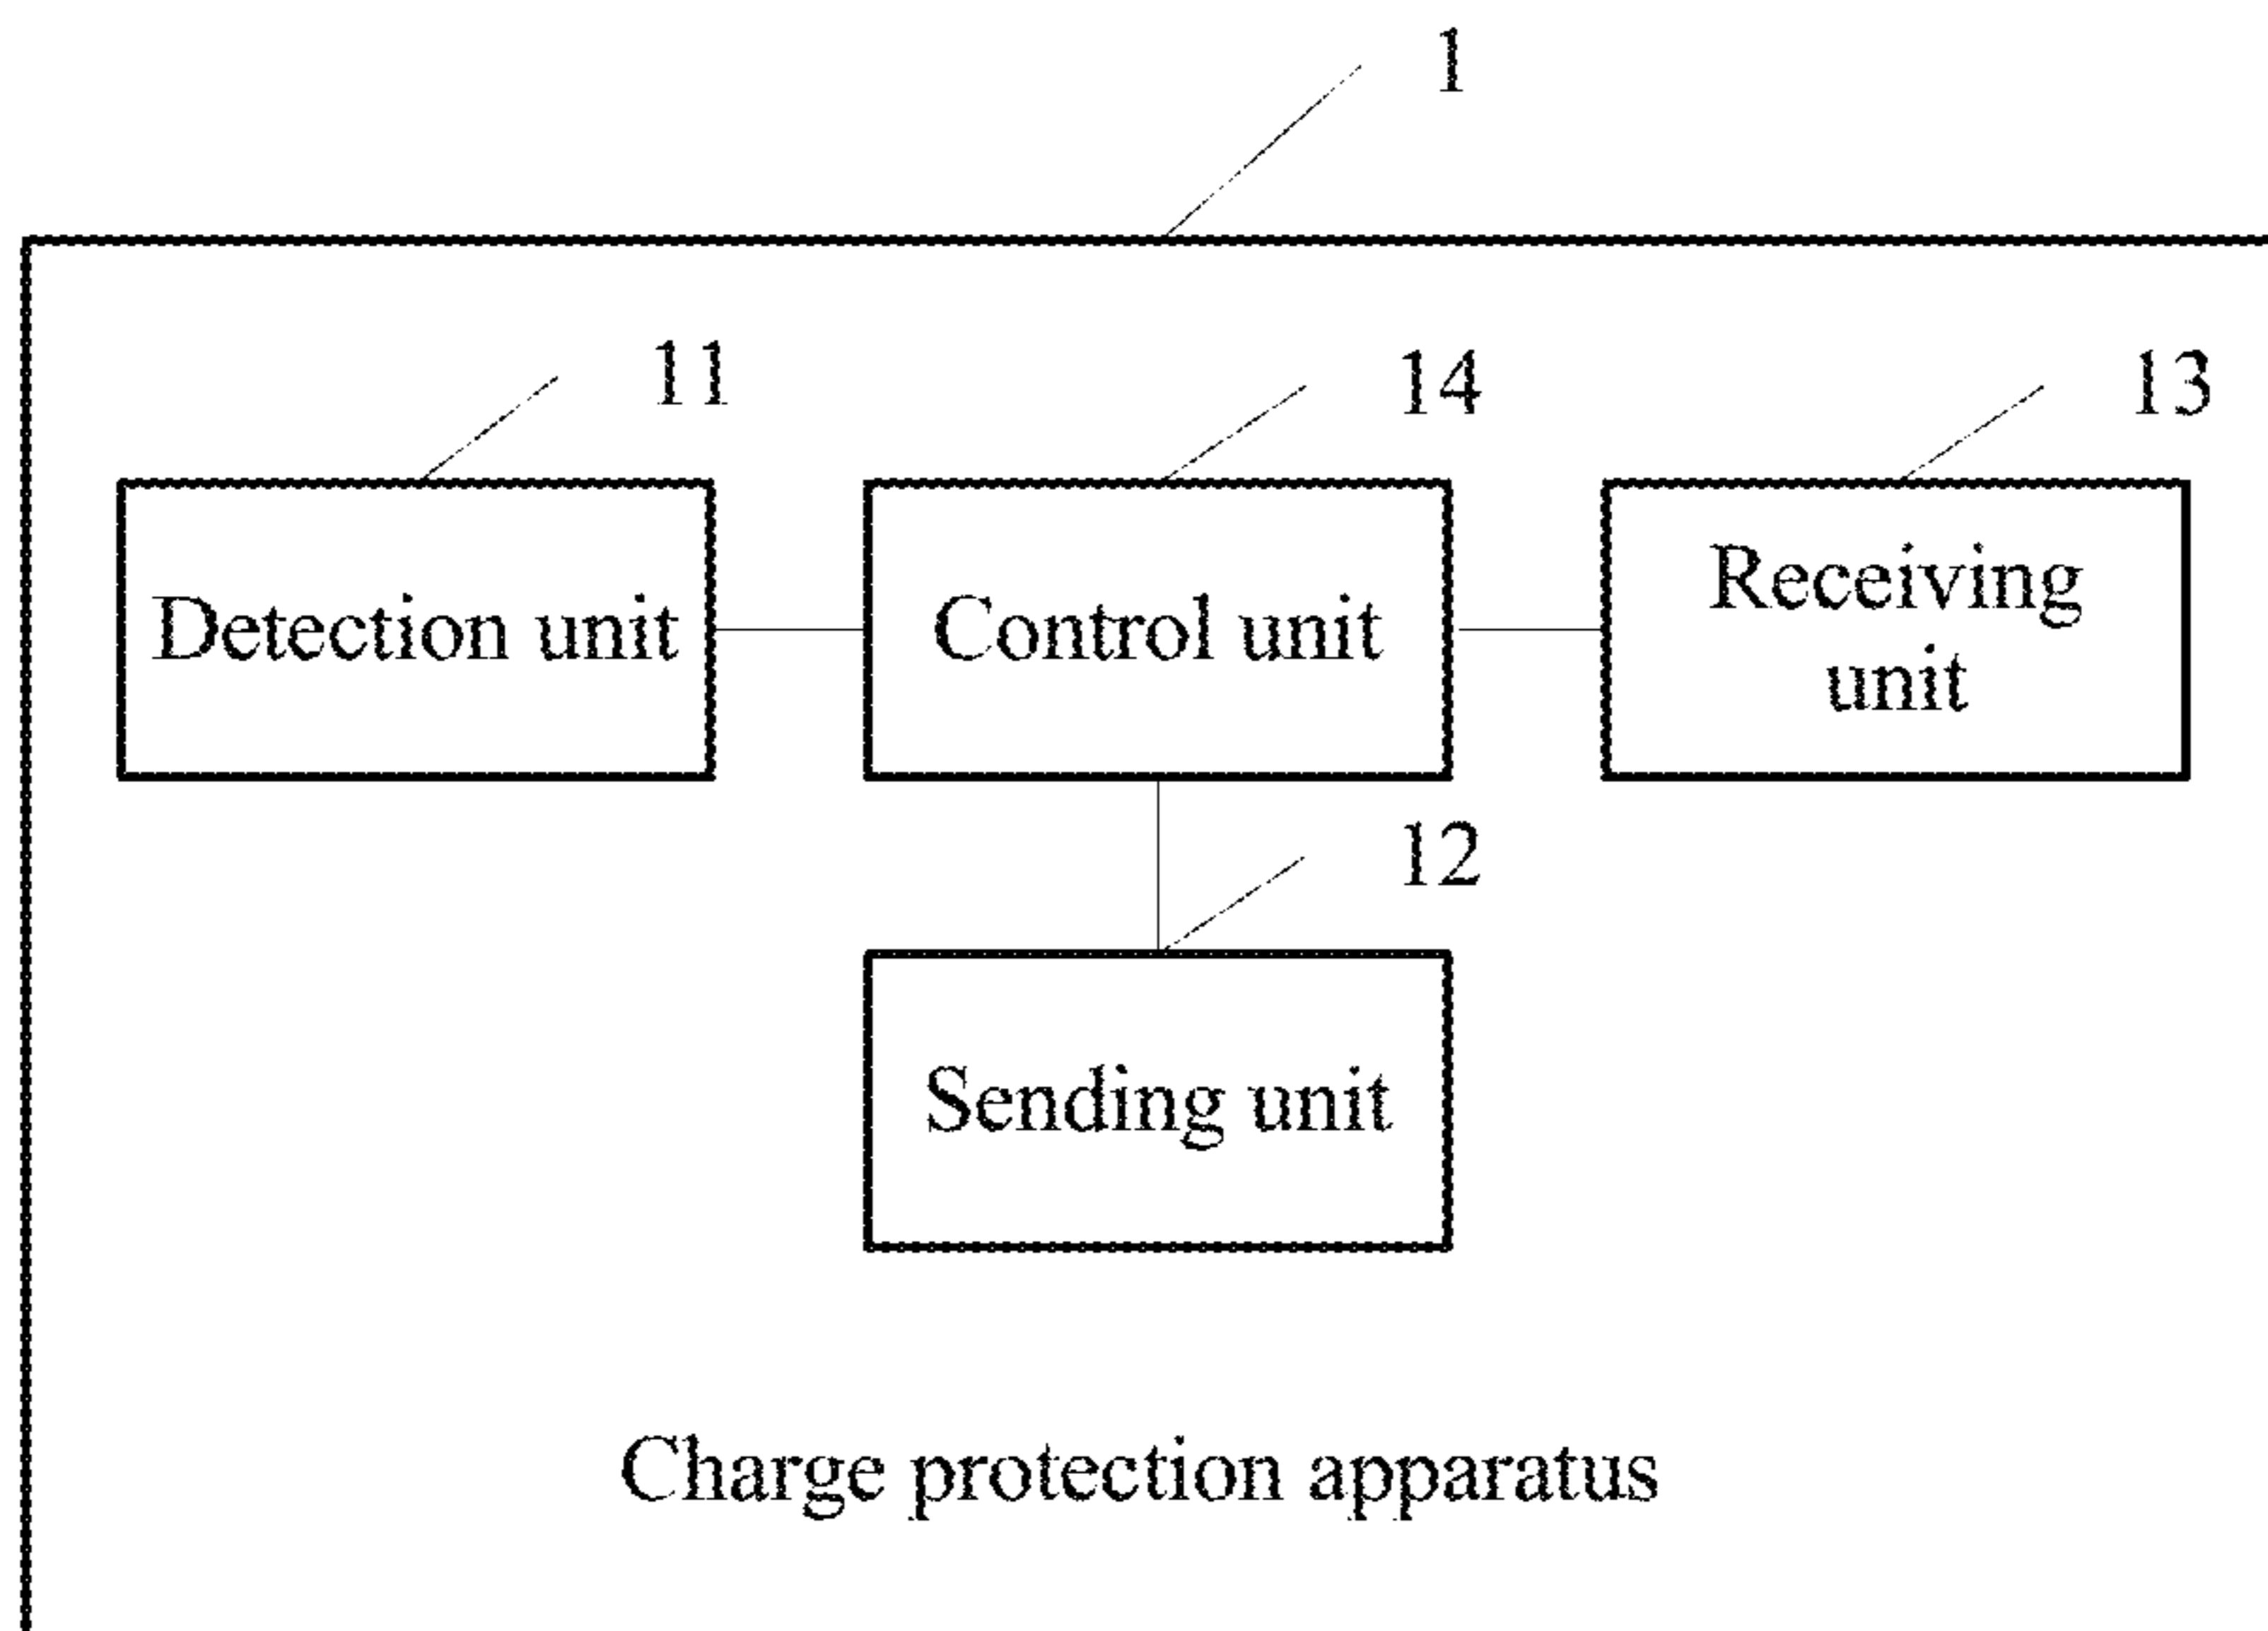 1
11
14
13
Detection unit
Control unit
Receiving
unit
12
Sending unit
Charge protection apparatus